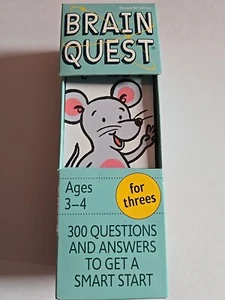 BRAIN
QUEST®
Ages
3–4
for
threes
300 QUESTIONS
AND ANSWERS
TO GET A
SMART START